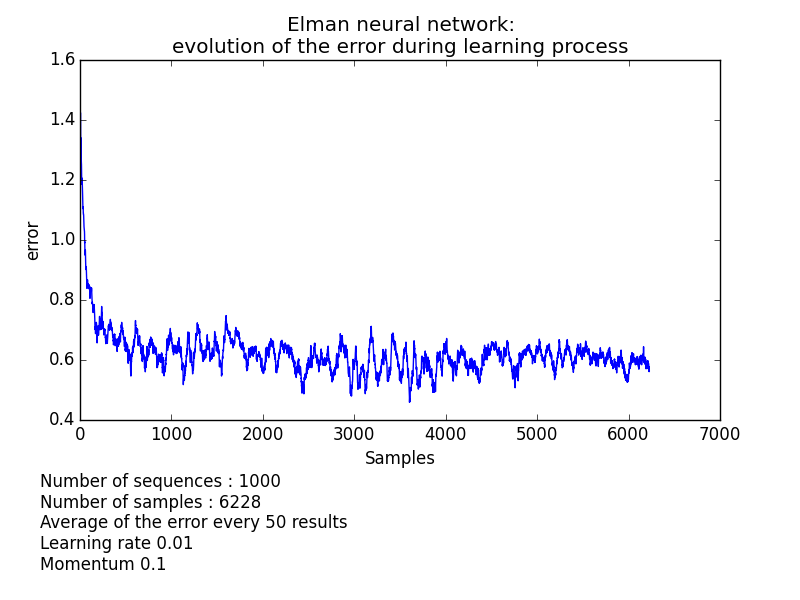 Elman neural network:
evolution of the error during learning process
1.6
1.4
1.2
1.0
0.8
0.6
0.4
error
0 1000 2000 3000 4000 5000 6000 7000
Samples
Number of sequences : 1000
Number of samples : 6228
Average of the error every 50 results
Learning rate 0.01
Momentum 0.1